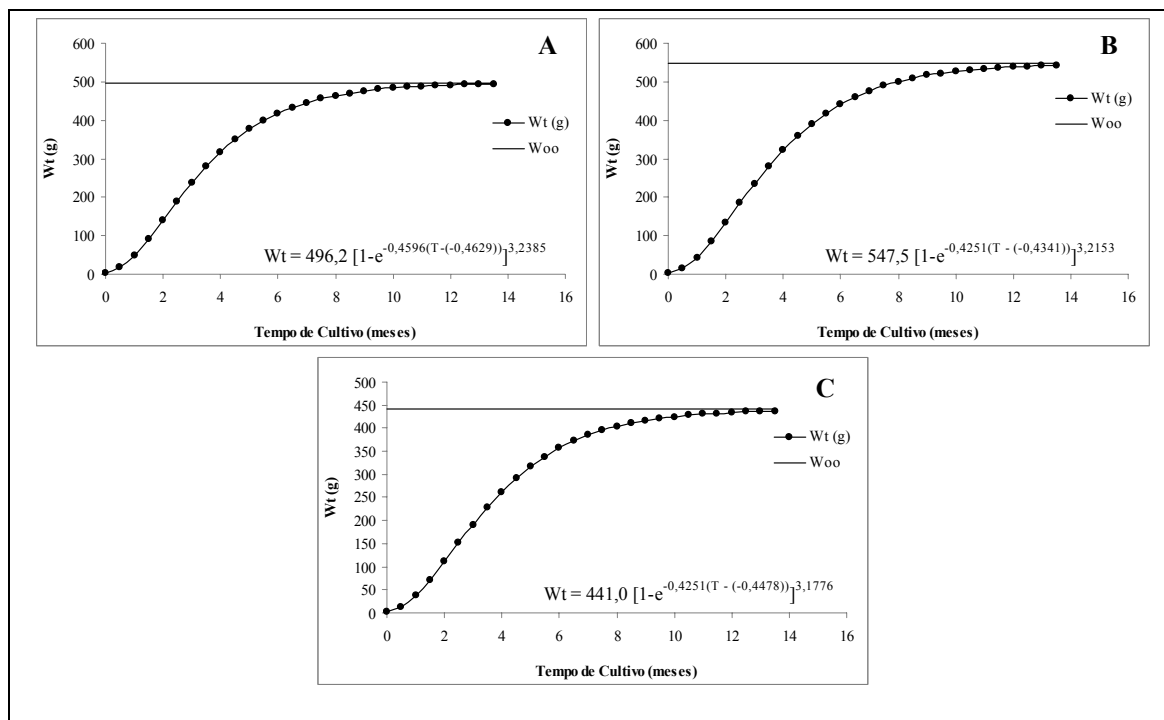 A
600
500
400
300
200
100
0
Wt (g)
Wt (g)
Woo
Wt = 496,2 [1-e^-0,4596(T-(-0,4629))]^3,2385
0 2 4 6 8 10 12 14 16
Tempo de Cultivo (meses)
B
600
500
400
300
200
100
0
Wt (g)
Wt (g)
Woo
Wt = 547,5 [1-e^-0,4251(T - (-0,4341))]^3,2153
0 2 4 6 8 10 12 14 16
Tempo de Cultivo (meses)
C
500
450
400
350
300
250
200
150
100
50
0
Wt (g)
Wt (g)
Woo
Wt = 441,0 [1-e^-0,4251(T - (-0,4478))]^3,1776
0 2 4 6 8 10 12 14 16
Tempo de Cultivo (meses)